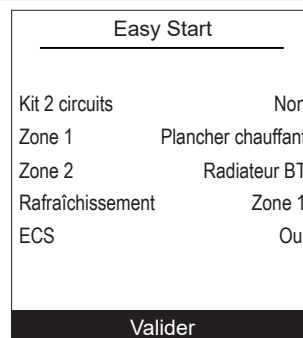 Easy Start
Kit 2 circuits Non
Zone 1 Plancher chauffant
Zone 2 Radiateur BT
Rafraîchissement Zone 1
ECS Ou
Valider